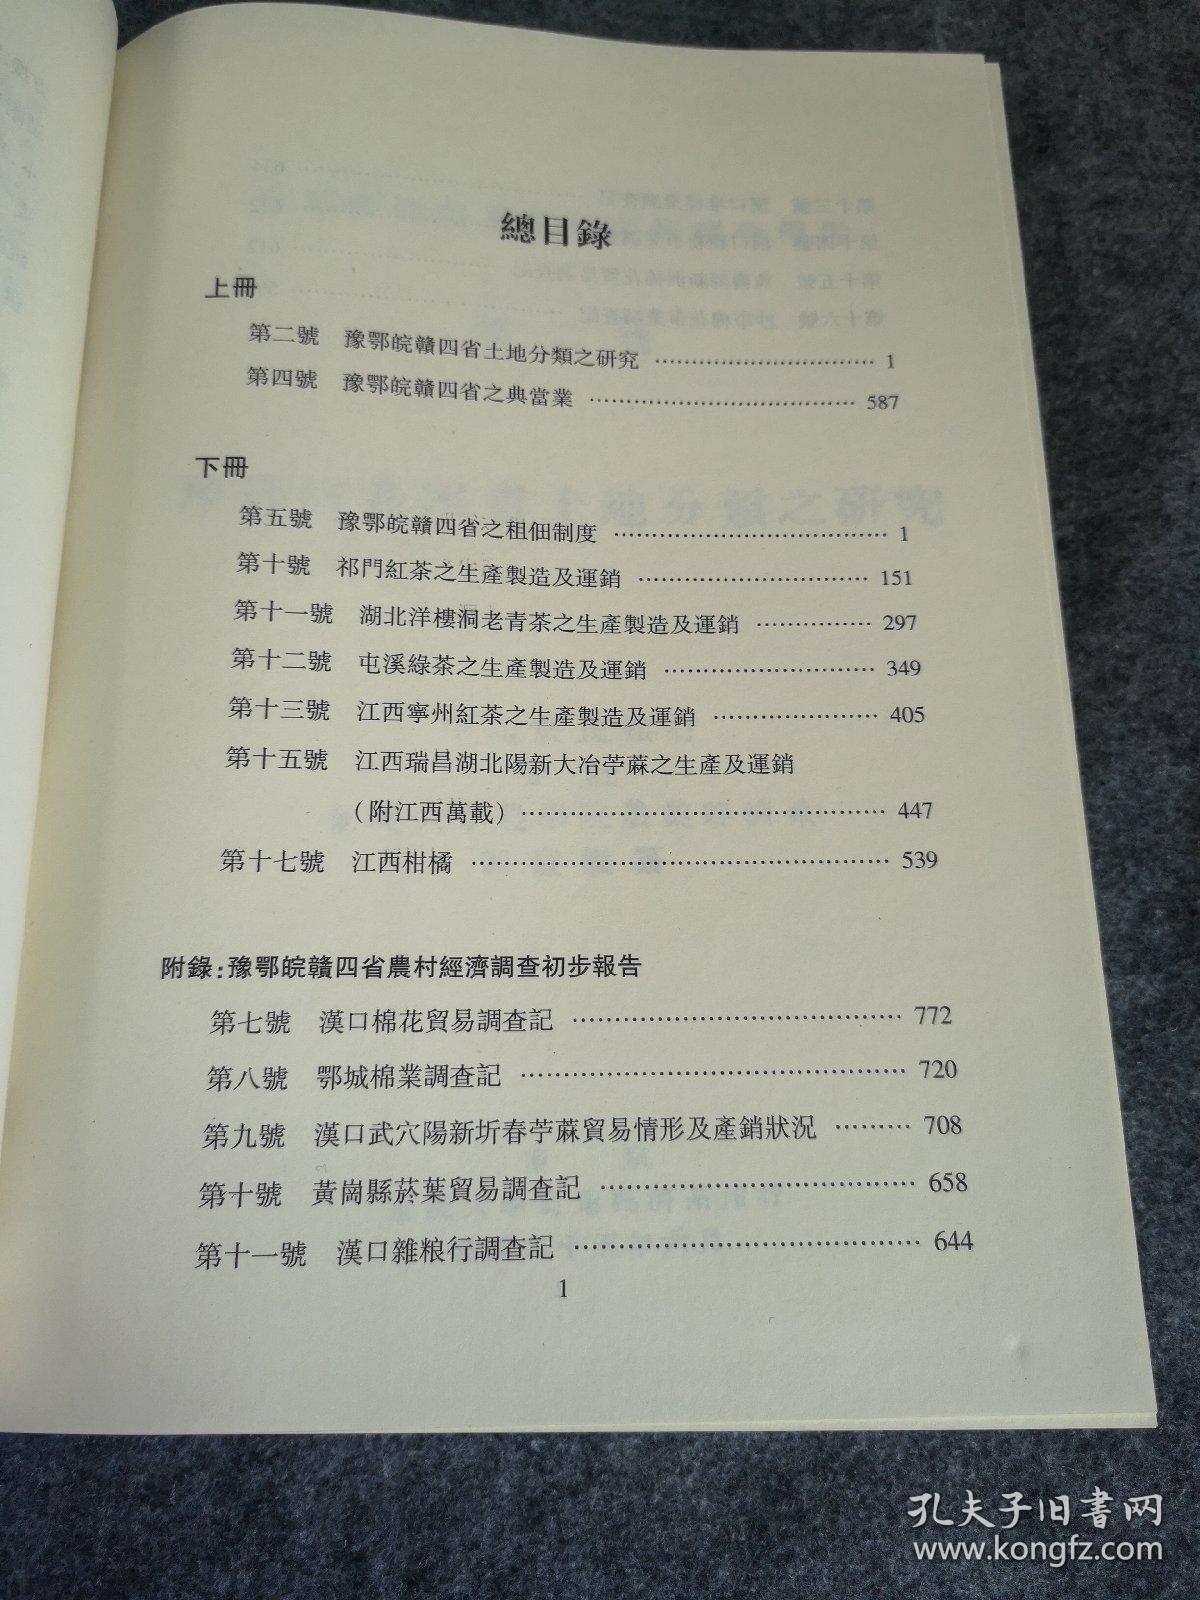 總目錄
上冊
第二號 豫鄂皖贛四省土地分類之研究 …………………………… 1
第四號 豫鄂皖贛四省之典當業 ………………………………… 587
下冊
第五號 豫鄂皖贛四省之租佃制度 ………………………………… 1
第十號 祁門紅茶之生產製造及運銷 …………………………… 151
第十一號 湖北洋樓洞老青茶之生產製造及運銷 ……………… 297
第十二號 屯溪綠茶之生產製造及運銷 ………………………… 349
第十三號 江西寧州紅茶之生產製造及運銷 …………………… 405
第十五號 江西瑞昌湖北陽新大冶苧蔴之生產及運銷
(附江西萬載) ……………………………………………… 447
第十七號 江西柑橘 …………………………………………………… 539
附錄:豫鄂皖贛四省農村經濟調查初步報告
第七號 漢口棉花貿易調查記 ……………………………………… 772
第八號 鄂城棉業調查記 …………………………………………… 720
第九號 漢口武穴陽新圻春苧蔴貿易情形及產銷狀況 ……… 708
第十號 黃崗縣菸葉貿易調查記 ………………………………… 658
第十一號 漢口雜粮行調查記 …………………………………… 644
1
孔夫子旧书网
www.kongfz.com